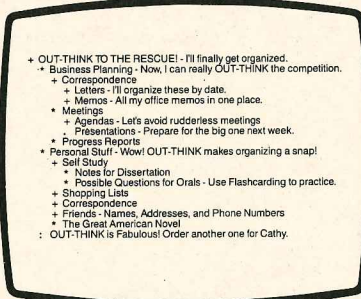 + OUT-THINK TO THE RESCUE! - I'll finally get organized.
* Business Planning - Now, I can really OUT-THINK the competition.
+ Correspondence
+ Letters - I'll organize these by date.
+ Memos - All my office memos in one place.
* Meetings
+ Agendas - Let's avoid rudderless meetings
. Presentations - Prepare for the big one next week.
* Progress Reports
* Personal Stuff - Wow! OUT-THINK makes organizing a snap!
+ Self Study
* Notes for Dissertation
* Possible Questions for Orals - Use Flashcarding to practice.
+ Shopping Lists
+ Correspondence
+ Friends - Names, Addresses, and Phone Numbers
* The Great American Novel
: OUT-THINK is Fabulous! Order another one for Cathy.